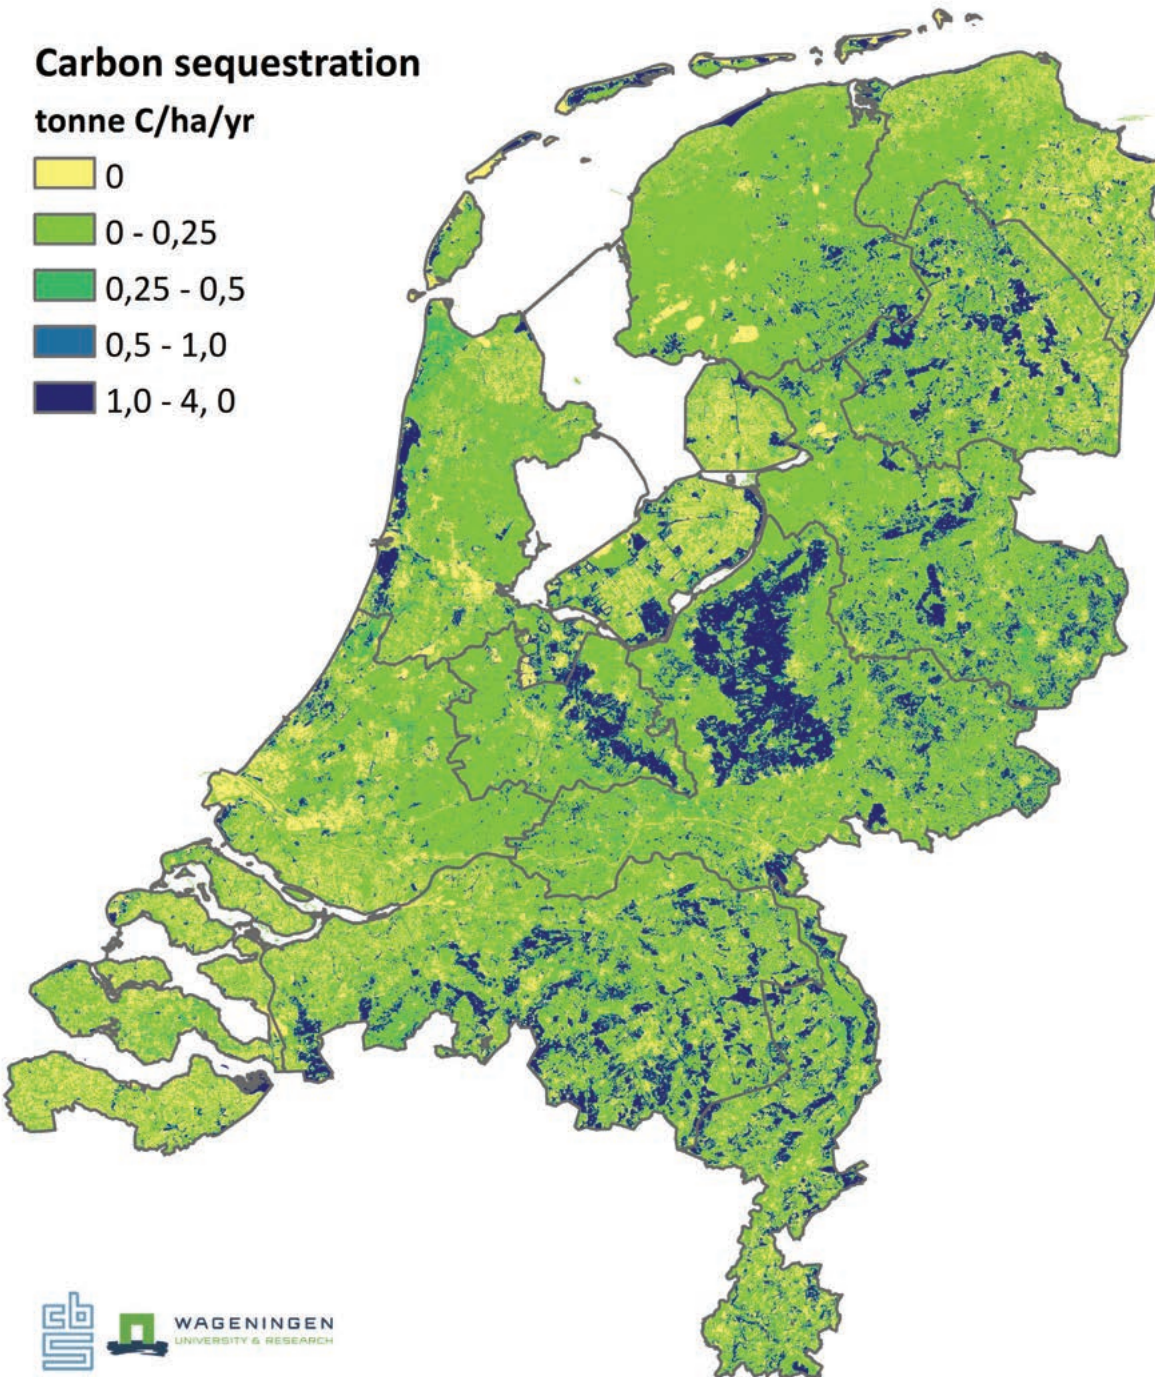 Carbon sequestration
tonne C/ha/yr
0
0 - 0,25
0,25 - 0,5
0,5 - 1,0
1,0 - 4, 0
cbs
WAGENINGEN
UNIVERSITY & RESEARCH